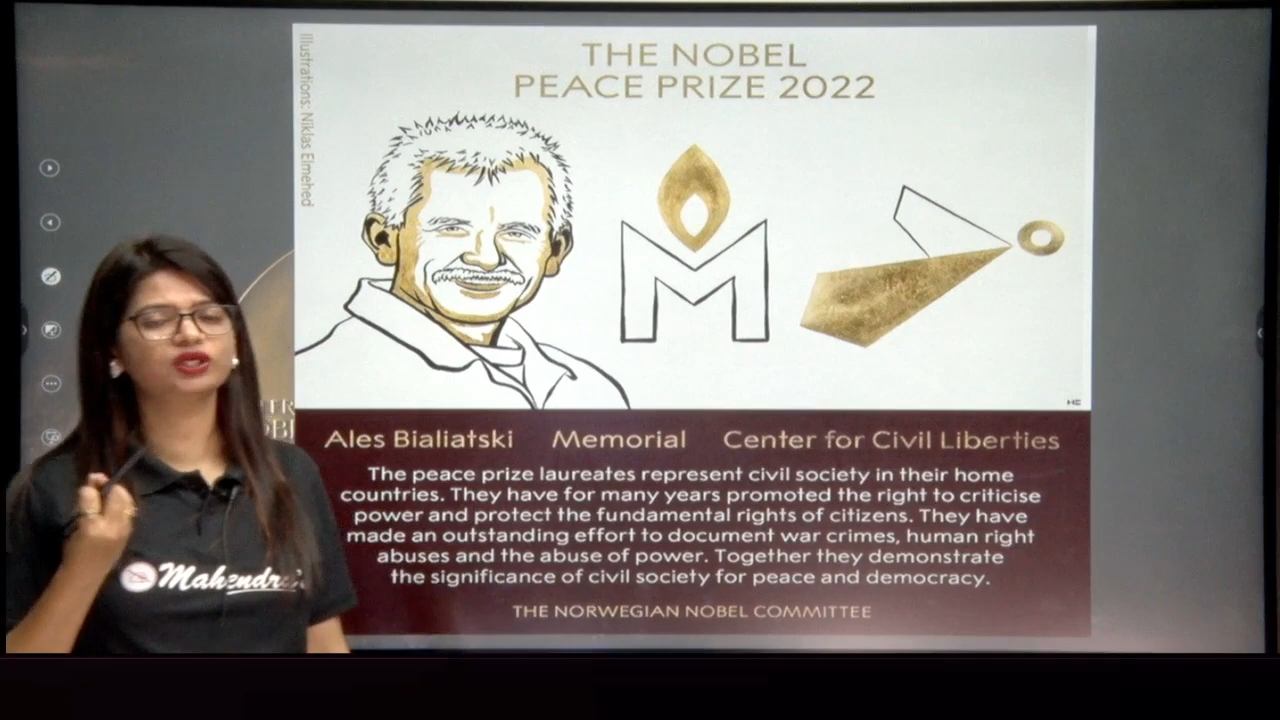 Illustrations: Niklas Elmehed
THE NOBEL
PEACE PRIZE 2022
Ales Bialiatski
Memorial
Center for Civil Liberties
The peace prize laureates represent civil society in their home
countries. They have for many years promoted the right to criticise
power and protect the fundamental rights of citizens. They have
made an outstanding effort to document war crimes, human right
abuses and the abuse of power. Together they demonstrate
the significance of civil society for peace and democracy.
THE NORWEGIAN NOBEL COMMITTEE